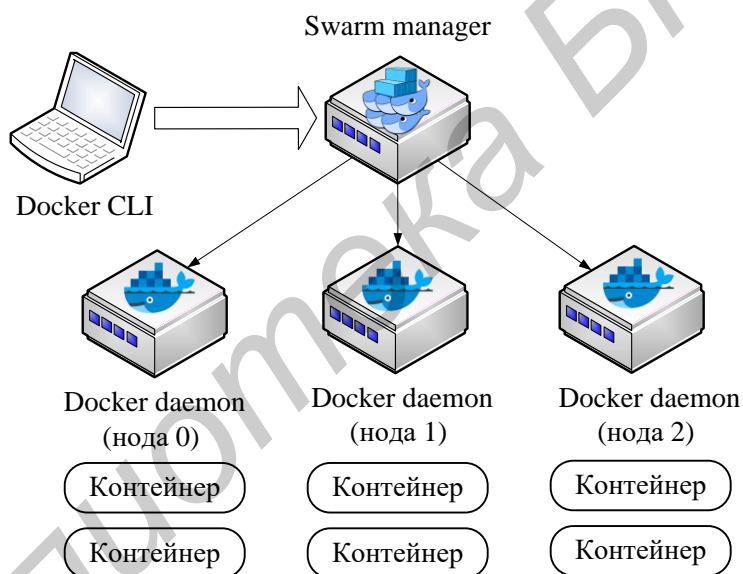 Swarm manager
Docker CLI
Docker daemon
(нода 0)
Docker daemon
(нода 1)
Docker daemon
(нода 2)
Контейнер
Контейнер
Контейнер
Контейнер
Контейнер
Контейнер